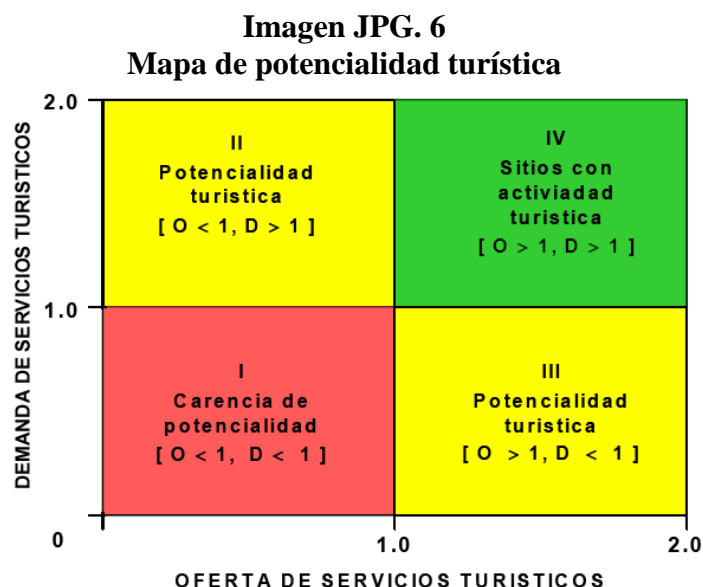 Imagen JPG. 6
Mapa de potencialidad turística
2.0
DEMANDA DE SERVICIOS TURISTICOS
II
Potencialidad
turistica
[ O < 1, D > 1 ]
IV
Sitios con
activiadad
turistica
[ O > 1, D > 1 ]
1.0
I
Carencia de
potencialidad
[ O < 1, D < 1 ]
III
Potencialidad
turistica
[ O > 1, D < 1 ]
0
1.0
2.0
OFERTA DE SERVICIOS TURISTICOS